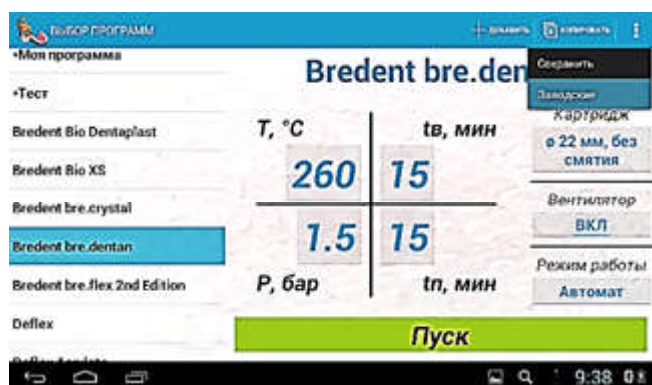 ВЫБОР ПРОГРАММ
ДОБАВИТЬ
КОПИРОВАТЬ
•Моя программа
•Тест
Bredent Bio Dentaplast
Bredent Bio XS
Bredent bre.crystal
Bredent bre.dentan
Bredent bre.flex 2nd Edition
Deflex
Bredent bre.den
Сохранить
Заводские
T, °C
tв, мин
260
15
1.5
15
P, бар
tп, мин
Картридж
ø 22 мм, без
смятия
Вентилятор
ВКЛ
Режим работы
Автомат
Пуск
9:38